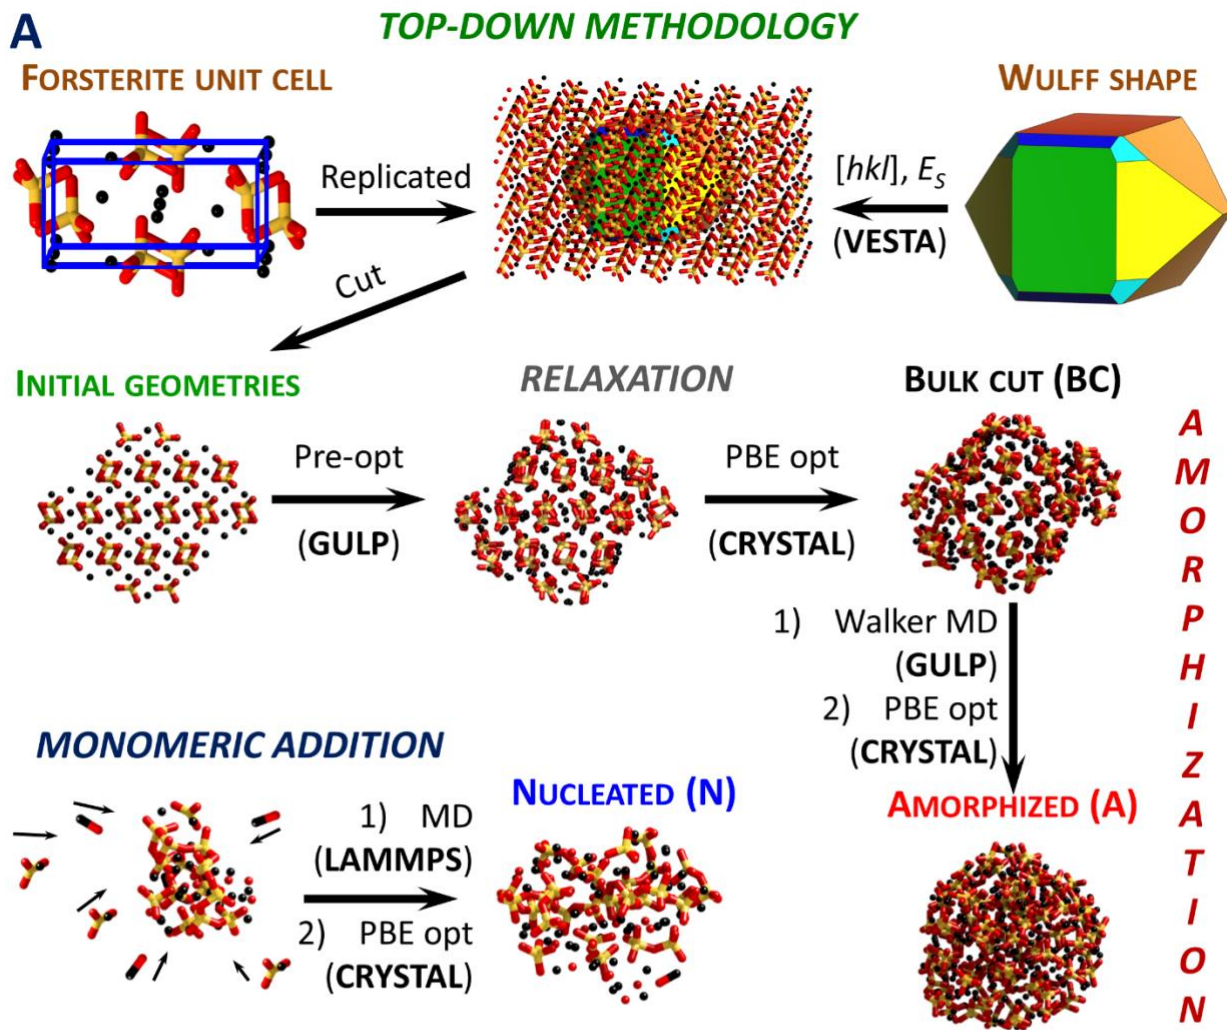 A
TOP-DOWN METHODOLOGY
FORSTERITE UNIT CELL
WULFF SHAPE
Replicated
[hkl], E_S
(VESTA)
Cut
INITIAL GEOMETRIES
RELAXATION
BULK CUT (BC)
Pre-opt
(GULP)
PBE opt
(CRYSTAL)
1) Walker MD
(GULP)
2) PBE opt
(CRYSTAL)
AMORPHIZATION
MONOMERIC ADDITION
1) MD
(LAMMPS)
2) PBE opt
(CRYSTAL)
NUCLEATED (N)
AMORPHIZED (A)